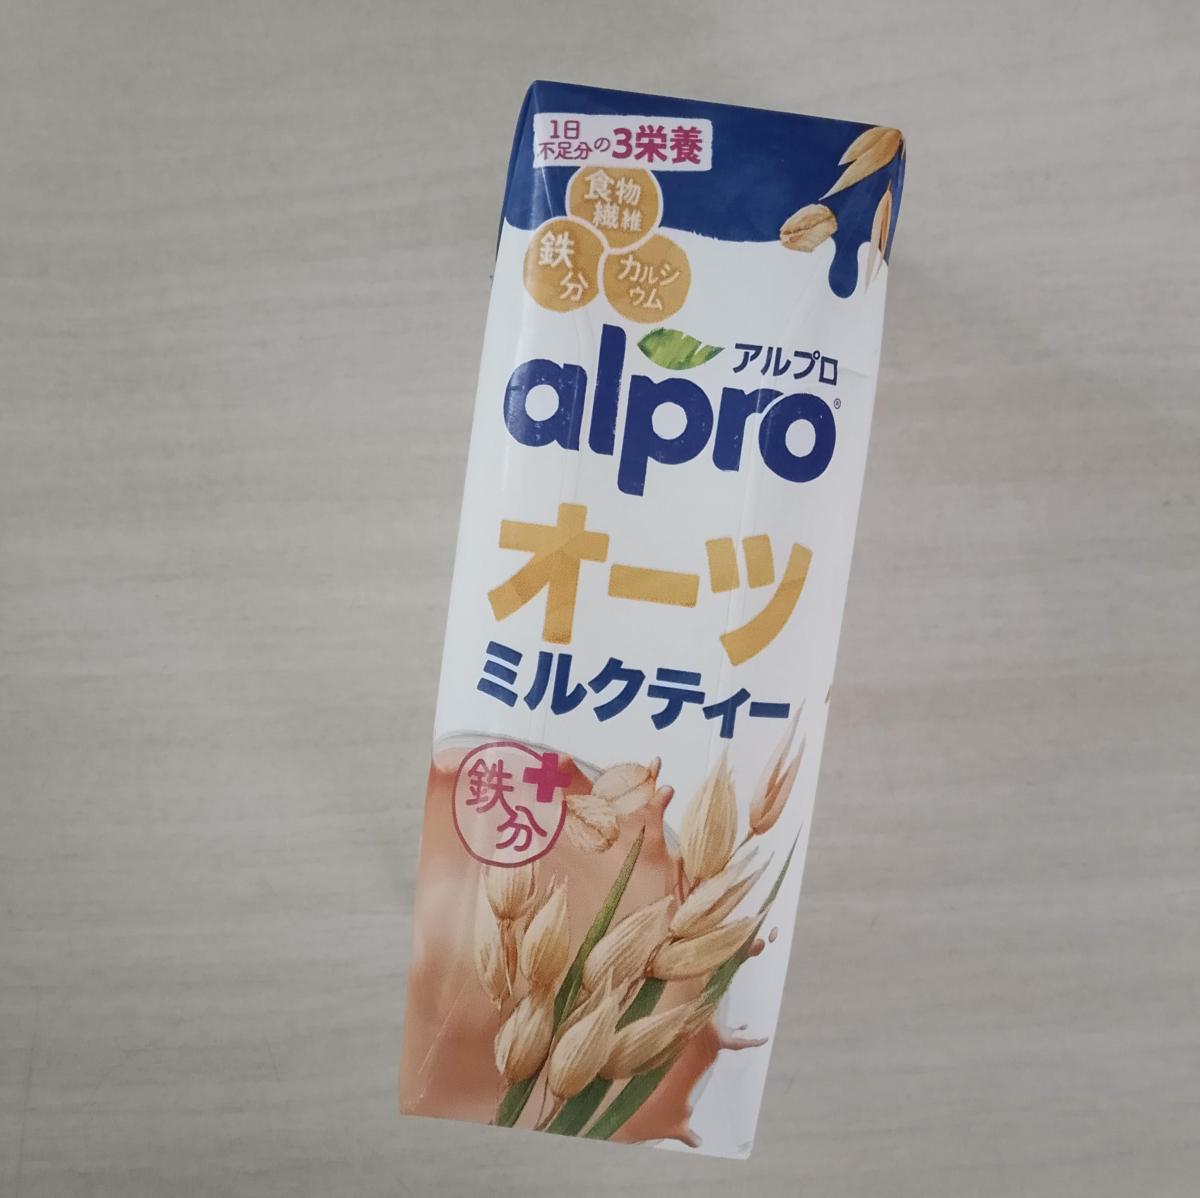 1日
不足分の3栄養
食物
繊維
鉄
分
カルシ
ウム
アルプロ
alpro®
オーツ
ミルクティー
鉄+
分